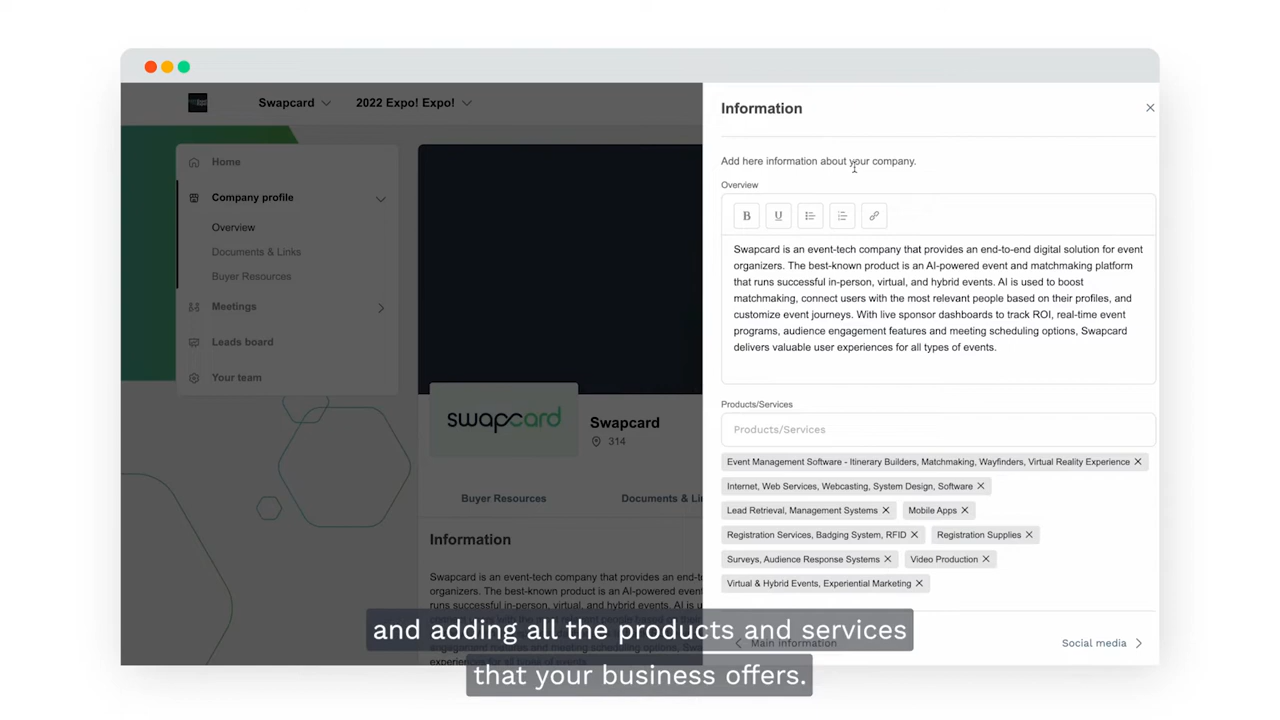 Swapcard
2022 Expo! Expo!
Home
Company profile
Overview
Documents & Links
Buyer Resources
Meetings
Leads board
Your team
swapcard
Swapcard
314
Buyer Resources
Documents & Li
Information
Swapcard is an event-tech company that provides an end-to
organizers. The best-known product is an AI-powered event
runs successful in-person, virtual, and hybrid events. AI is us
Information
Add here information about your company.
Overview
B U
Swapcard is an event-tech company that provides an end-to-end digital solution for event
organizers. The best-known product is an AI-powered event and matchmaking platform
that runs successful in-person, virtual, and hybrid events. AI is used to boost
matchmaking, connect users with the most relevant people based on their profiles, and
customize event journeys. With live sponsor dashboards to track ROI, real-time event
programs, audience engagement features and meeting scheduling options, Swapcard
delivers valuable user experiences for all types of events.
Products/Services
Products/Services
Event Management Software - Itinerary Builders, Matchmaking, Wayfinders, Virtual Reality Experience
Internet, Web Services, Webcasting, System Design, Software
Lead Retrieval, Management Systems
Mobile Apps
Registration Services, Badging System, RFID
Registration Supplies
Surveys, Audience Response Systems
Video Production
Virtual & Hybrid Events, Experiential Marketing
Main information
Social media
and adding all the products and services
that your business offers.